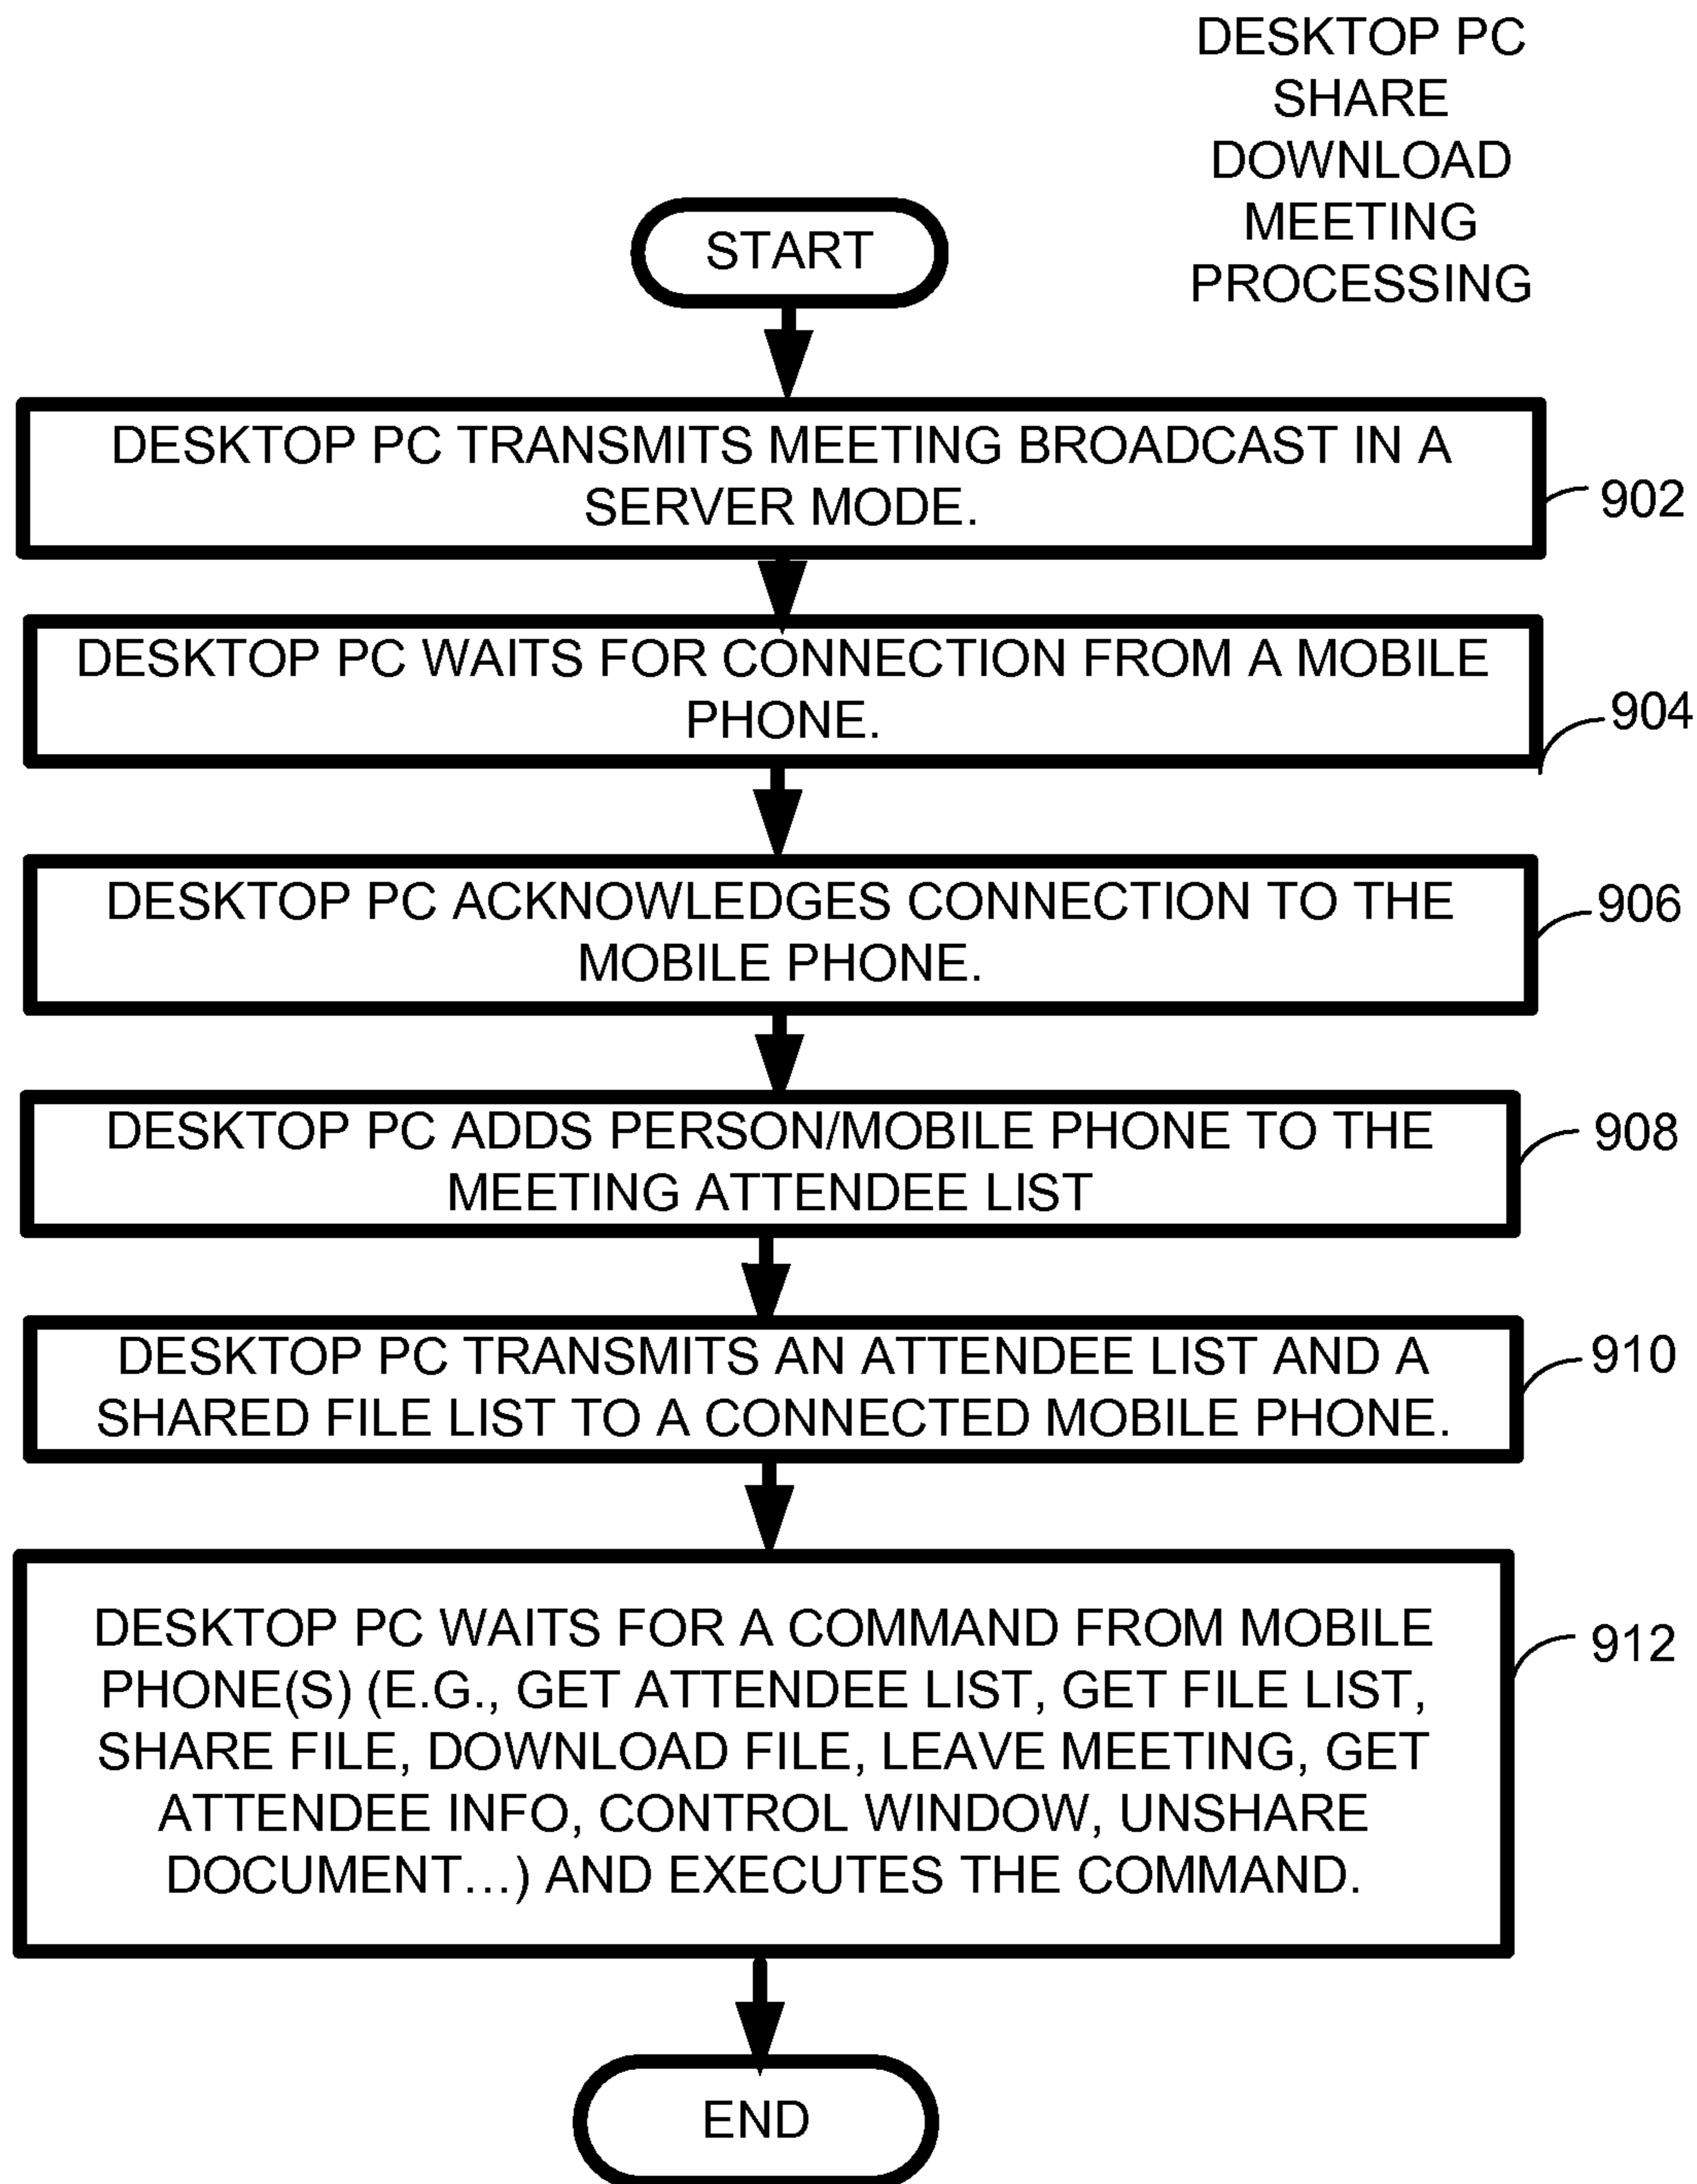 DESKTOP PC
SHARE
DOWNLOAD
MEETING
PROCESSING
START
DESKTOP PC TRANSMITS MEETING BROADCAST IN A
SERVER MODE.
902
DESKTOP PC WAITS FOR CONNECTION FROM A MOBILE
PHONE.
904
DESKTOP PC ACKNOWLEDGES CONNECTION TO THE
MOBILE PHONE.
906
DESKTOP PC ADDS PERSON/MOBILE PHONE TO THE
MEETING ATTENDEE LIST
908
DESKTOP PC TRANSMITS AN ATTENDEE LIST AND A
SHARED FILE LIST TO A CONNECTED MOBILE PHONE.
910
DESKTOP PC WAITS FOR A COMMAND FROM MOBILE
PHONE(S) (E.G., GET ATTENDEE LIST, GET FILE LIST,
SHARE FILE, DOWNLOAD FILE, LEAVE MEETING, GET
ATTENDEE INFO, CONTROL WINDOW, UNSHARE
DOCUMENT...) AND EXECUTES THE COMMAND.
912
END